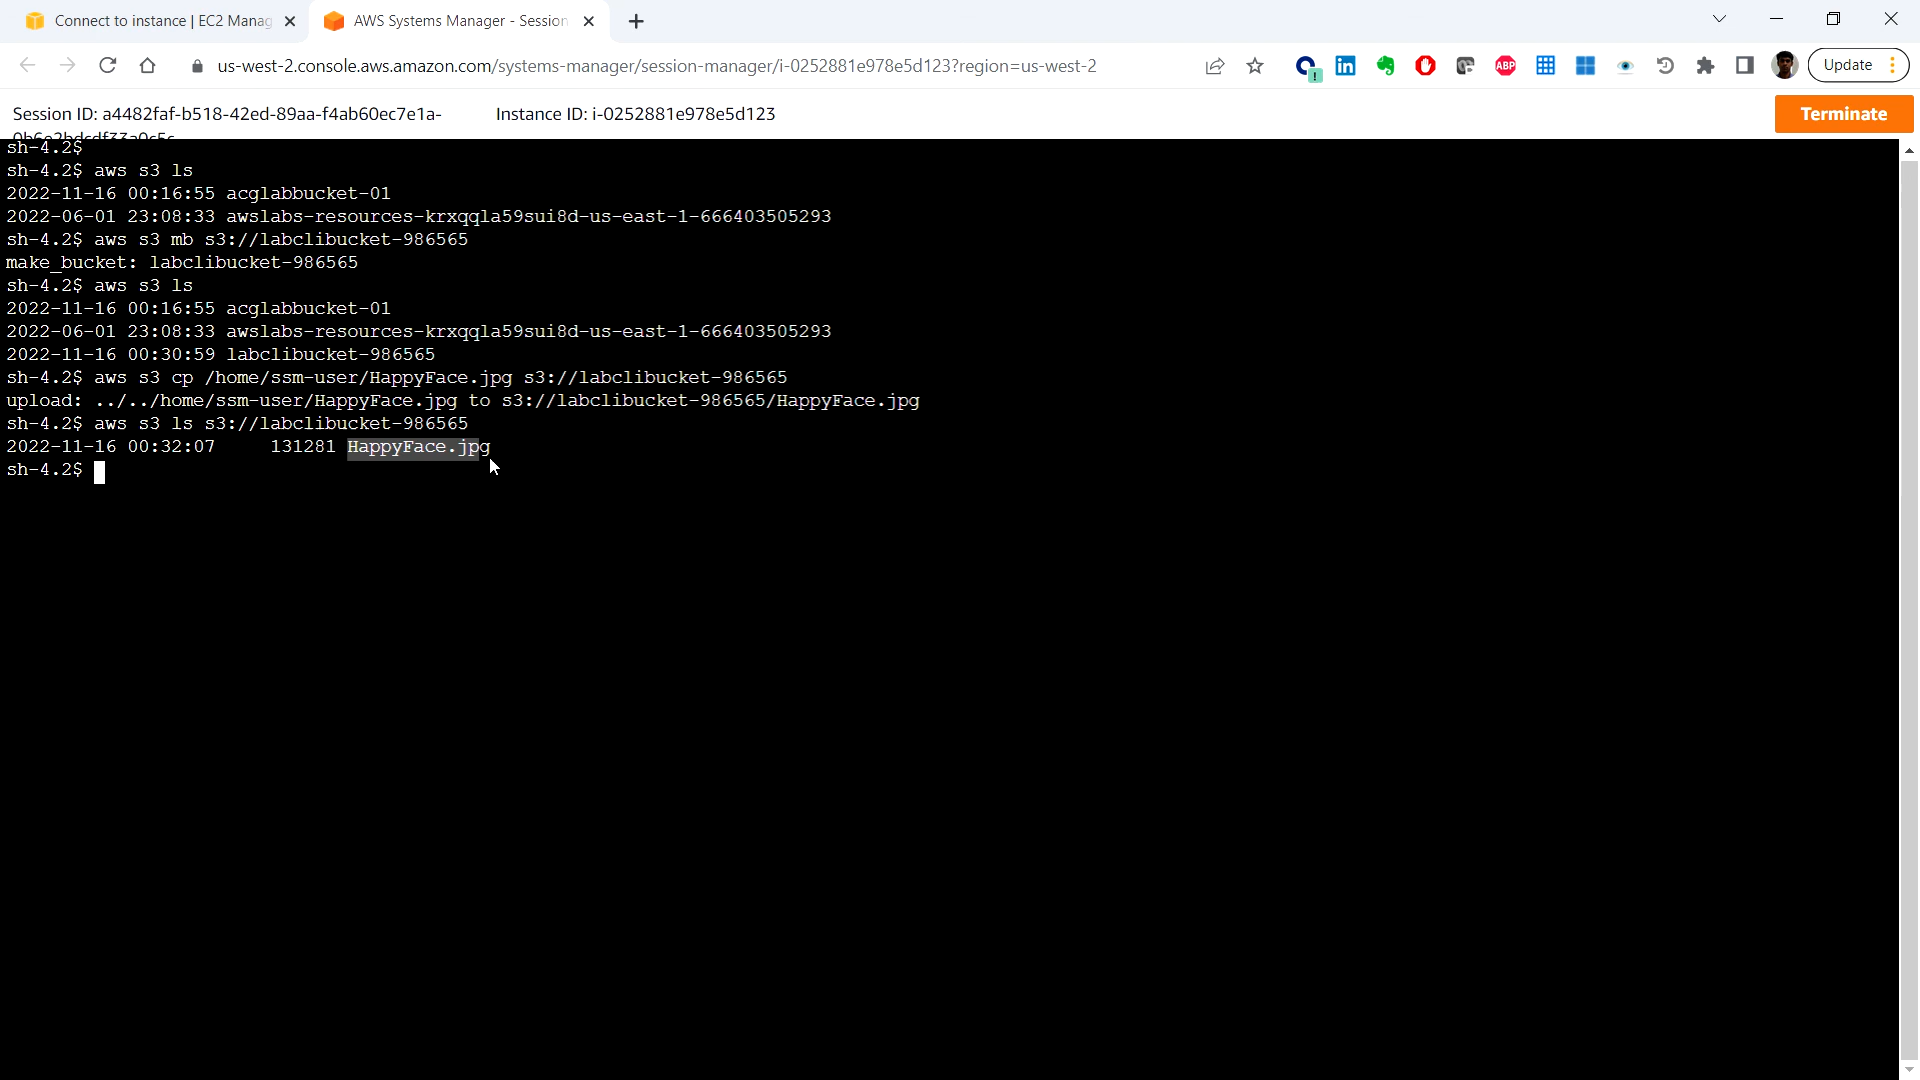 Connect to instance | EC2 Manag
AWS Systems Manager - Session
us-west-2.console.aws.amazon.com/systems-manager/session-manager/i-0252881e978e5d123?region=us-west-2
ABP
Update
Session ID: a4482faf-b518-42ed-89aa-f4ab60ec7e1a-
Instance ID: i-0252881e978e5d123
Terminate
sh-4.2$
sh-4.2$ aws s3 ls
2022-11-16 00:16:55 acglabbucket-01
2022-06-01 23:08:33 awslabs-resources-krxqqla59sui8d-us-east-1-666403505293
sh-4.2$ aws s3 mb s3://labclibucket-986565
make_bucket: labclibucket-986565
sh-4.2$ aws s3 ls
2022-11-16 00:16:55 acglabbucket-01
2022-06-01 23:08:33 awslabs-resources-krxqqla59sui8d-us-east-1-666403505293
2022-11-16 00:30:59 labclibucket-986565
sh-4.2$ aws s3 cp /home/ssm-user/HappyFace.jpg s3://labclibucket-986565
upload: ../../home/ssm-user/HappyFace.jpg to s3://labclibucket-986565/HappyFace.jpg
sh-4.2$ aws s3 ls s3://labclibucket-986565
2022-11-16 00:32:07     131281 HappyFace.jpg
sh-4.2$